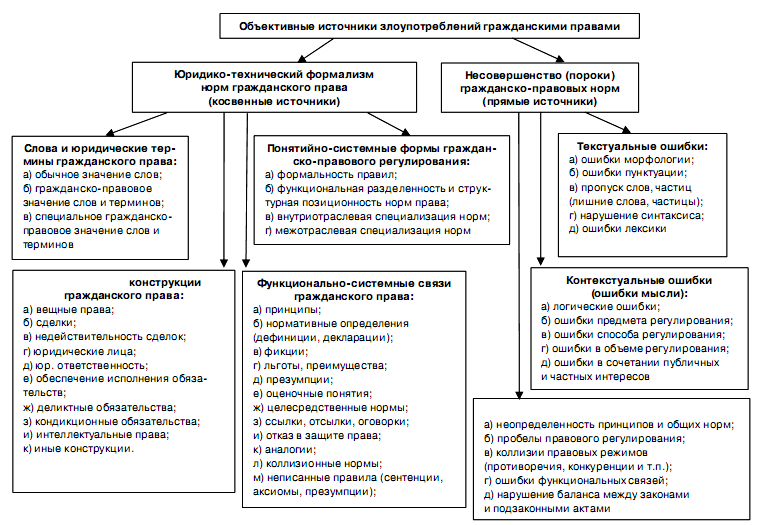 Объективные источники злоупотреблений гражданскими правами
Юридико-технический формализм
норм гражданского права
(косвенные источники)
Несовершенство (пороки)
гражданско-правовых норм
(прямые источники)
Слова и юридические тер-
мины гражданского права:
а) обычное значение слов;
б) гражданско-правовое
значение слов и терминов;
в) специальное гражданско-
правовое значение слов и
терминов
Понятийно-системные формы граждан-
ско-правового регулирования:
а) формальность правил;
б) функциональная разделенность и струк-
турная позиционность норм права;
в) внутриотраслевая специализация норм;
г) межотраслевая специализация норм
Текстуальные ошибки:
а) ошибки морфологии;
б) ошибки пунктуации;
в) пропуск слов, частиц
(лишние слова, частицы);
г) нарушение синтаксиса;
д) ошибки лексики
конструкции
гражданского права:
а) вещные права;
б) сделки;
в) недействительность сделок;
г) юридические лица;
д) юр. ответственность;
е) обеспечение исполнения обяза-
тельств;
ж) деликтные обязательства;
з) кондикционные обязательства;
и) интеллектуальные права;
к) иные конструкции.
Функционально-системные связи
гражданского права:
а) принципы;
б) нормативные определения
(дефиниции, декларации);
в) фикции;
г) льготы, преимущества;
д) презумпции;
е) оценочные понятия;
ж) целесредственные нормы;
з) ссылки, отсылки, оговорки;
и) отказ в защите права;
к) аналогии;
л) коллизионные нормы;
м) неписанные правила (сентенции,
аксиомы, презумпции);
Контекстуальные ошибки
(ошибки мысли):
а) логические ошибки;
б) ошибки предмета регулирования;
в) ошибки способа регулирования;
г) ошибки в объеме регулирования;
д) ошибки в сочетании публичных
и частных интересов
а) неопределенность принципов и общих норм;
б) пробелы правового регулирования;
в) коллизии правовых режимов
(противоречия, конкуренции и т.п.);
г) ошибки функциональных связей;
д) нарушение баланса между законами
и подзаконными актами